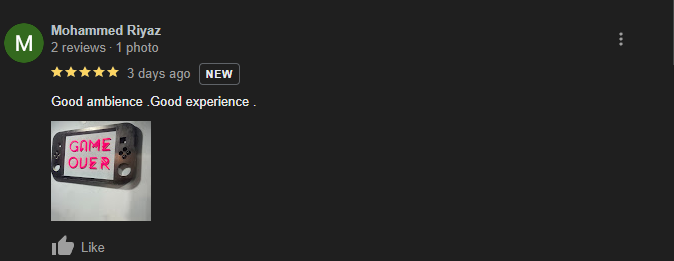 M
Mohammed Riyaz
2 reviews · 1 photo
3 days ago NEW
Good ambience .Good experience .
GAME
OVER
Like